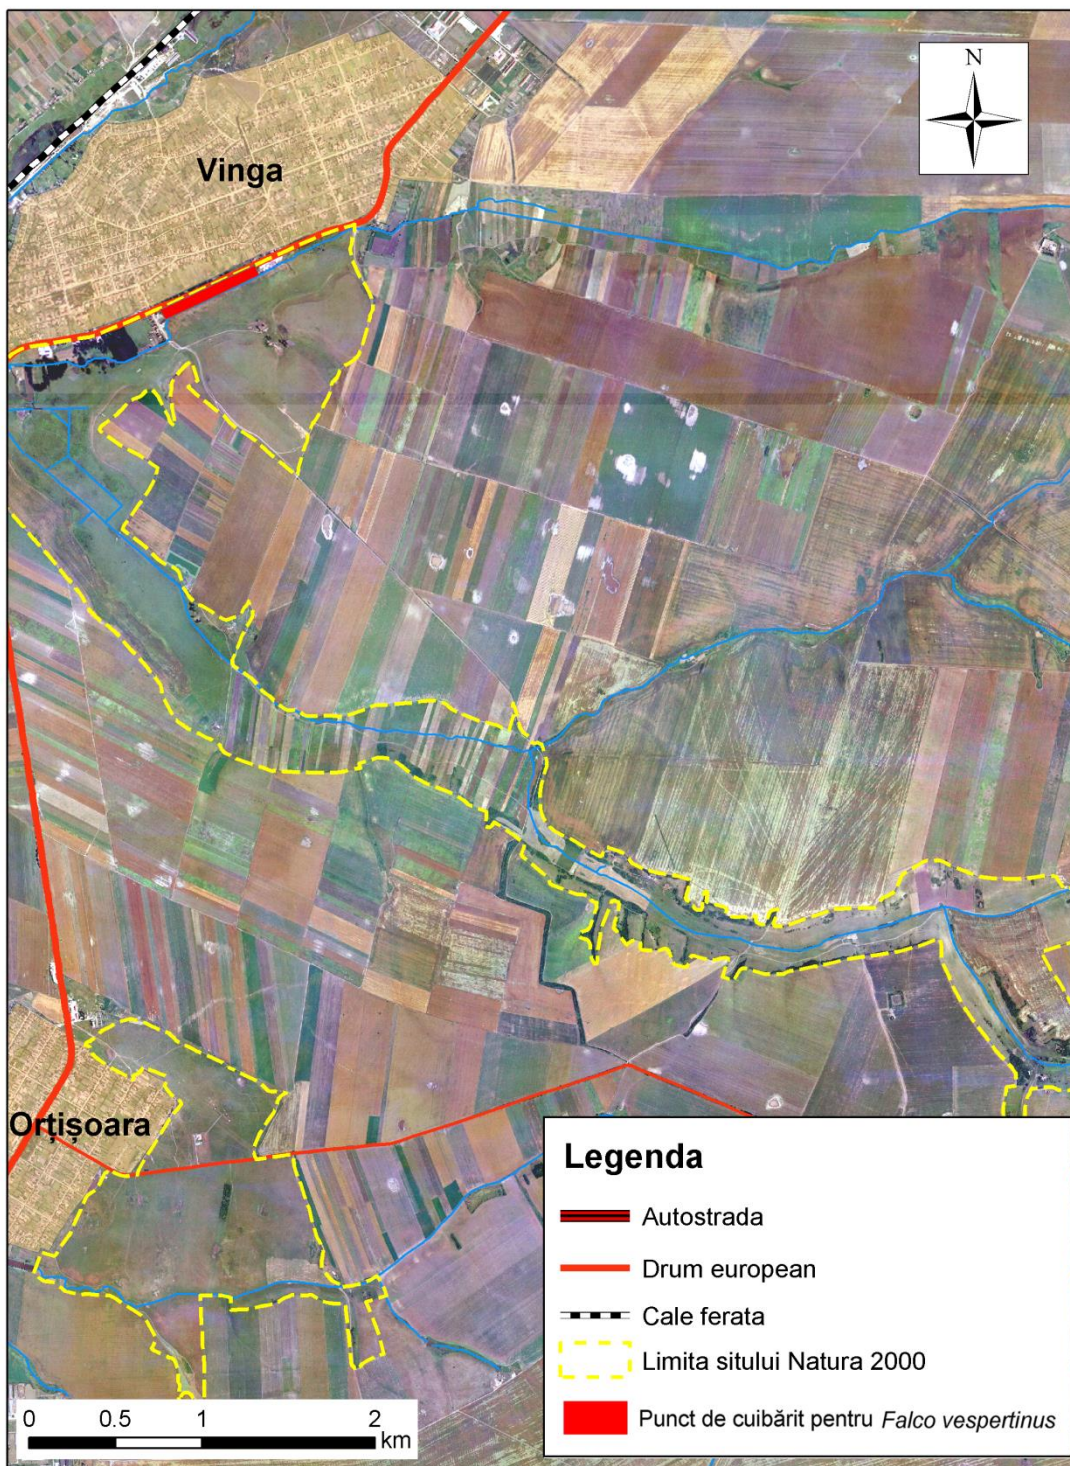 N
Vinga
Orțișoara
Legenda
Autostrada
Drum european
Cale ferata
Limita sitului Natura 2000
Punct de cuibărit pentru Falco vespertinus
0 0.5 1 2
km